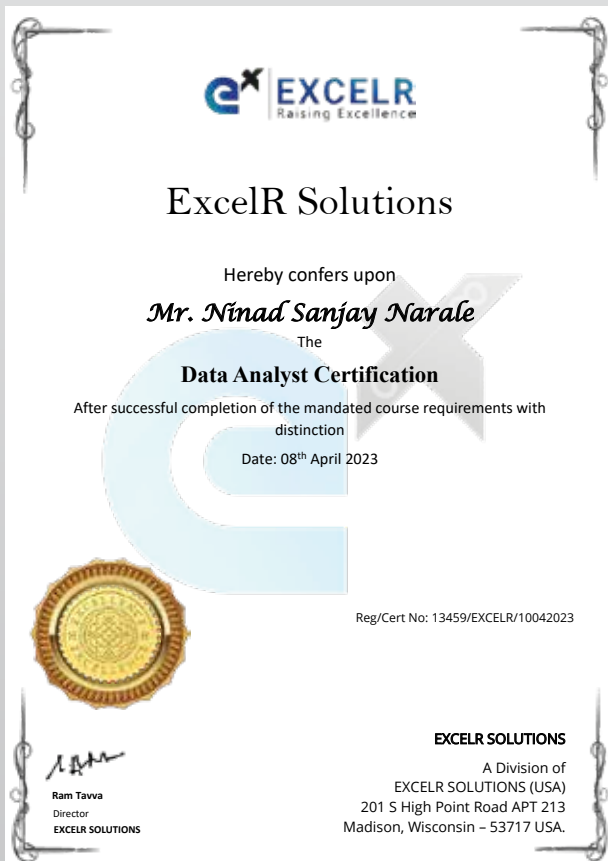 EXCELR
Raising Excellence
ExcelR Solutions
Hereby confers upon
Mr. Ninad Sanjay Narale
The
Data Analyst Certification
After successful completion of the mandated course requirements with
distinction
Date: 08th April 2023
EXCELLENCE
Reg/Cert No: 13459/EXCELR/10042023
Ram Tavva
Director
EXCELR SOLUTIONS
EXCELR SOLUTIONS
A Division of
EXCELR SOLUTIONS (USA)
201 S High Point Road APT 213
Madison, Wisconsin – 53717 USA.